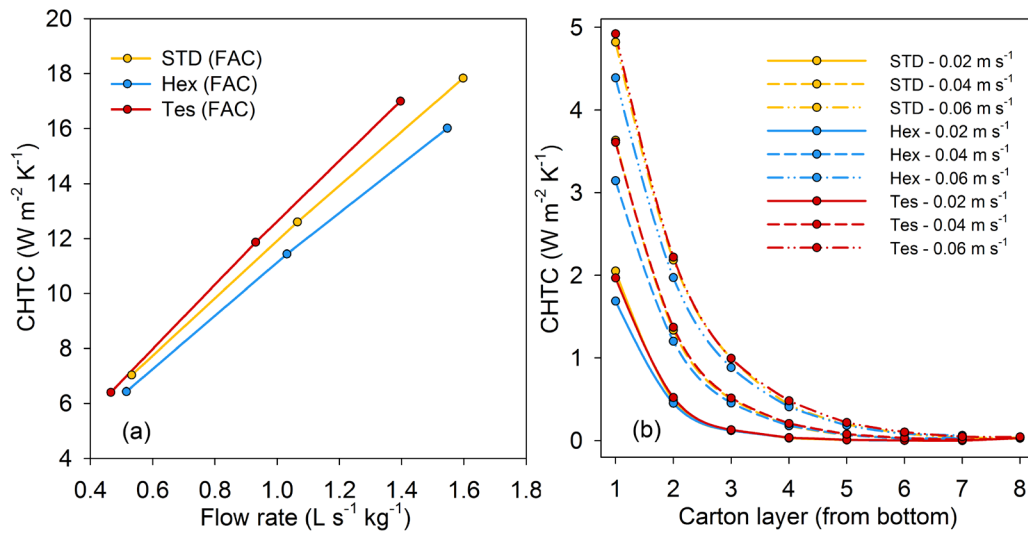 20
18
16
14
12
10
8
6
4
CHTC (W m⁻² K⁻¹)
STD (FAC)
Hex (FAC)
Tes (FAC)
(a)
0.4 0.6 0.8 1.0 1.2 1.4 1.6 1.8
Flow rate (L s⁻¹ kg⁻¹)
5
4
3
2
1
0
CHTC (W m⁻² K⁻¹)
STD - 0.02 m s⁻¹
STD - 0.04 m s⁻¹
STD - 0.06 m s⁻¹
Hex - 0.02 m s⁻¹
Hex - 0.04 m s⁻¹
Hex - 0.06 m s⁻¹
Tes - 0.02 m s⁻¹
Tes - 0.04 m s⁻¹
Tes - 0.06 m s⁻¹
(b)
1 2 3 4 5 6 7 8
Carton layer (from bottom)